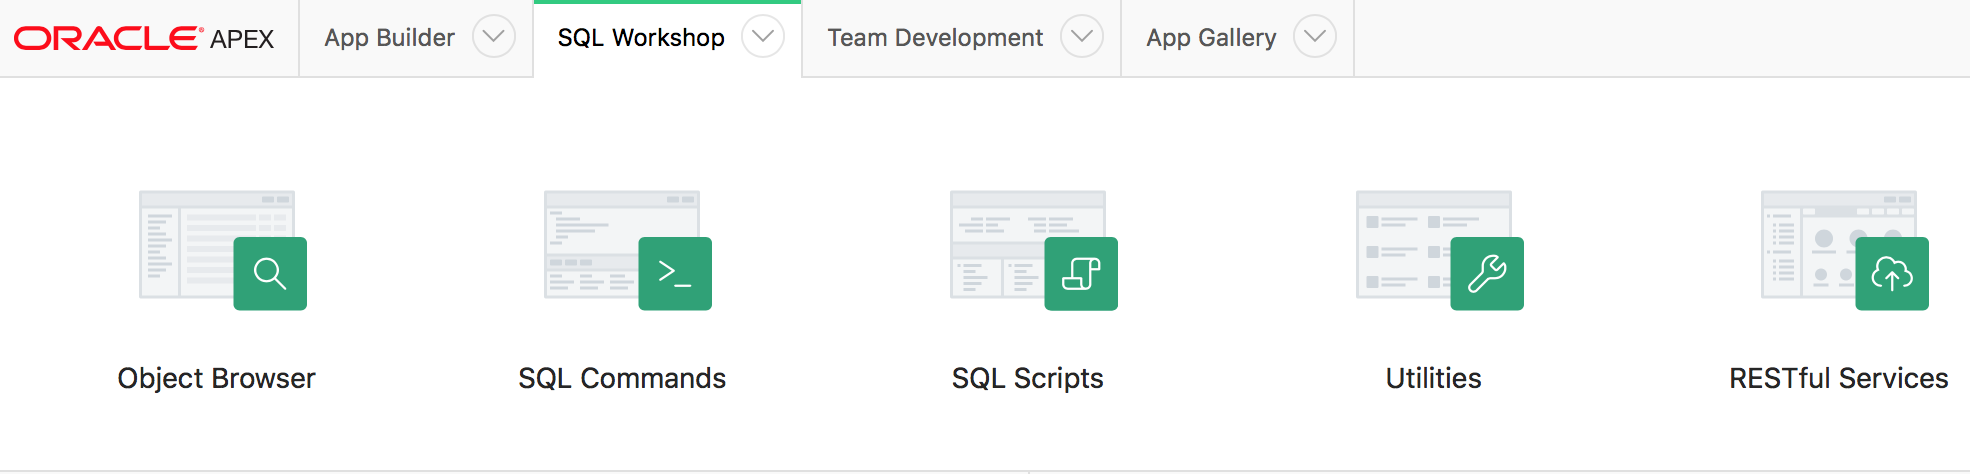 ORACLE® APEX App Builder SQL Workshop Team Development App Gallery
Object Browser SQL Commands SQL Scripts Utilities RESTful Services